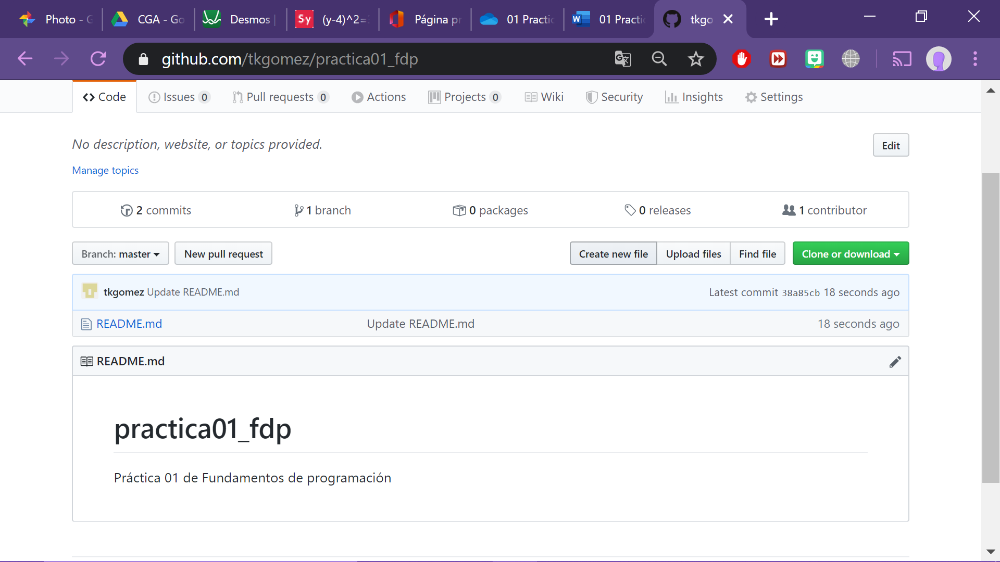 Photo - G
CGA - Go
Desmos |
Sy (y-4)^2=
Página pr
01 Practic
W 01 Practic
tkgo
github.com/tkgomez/practica01_fdp
Code
Issues 0
Pull requests 0
Actions
Projects 0
Wiki
Security
Insights
Settings
No description, website, or topics provided.
Edit
Manage topics
2 commits
1 branch
0 packages
0 releases
1 contributor
Branch: master
New pull request
Create new file
Upload files
Find file
Clone or download
tkgomez Update README.md
Latest commit 38a85cb 18 seconds ago
README.md
Update README.md
18 seconds ago
README.md
practica01_fdp
Práctica 01 de Fundamentos de programación